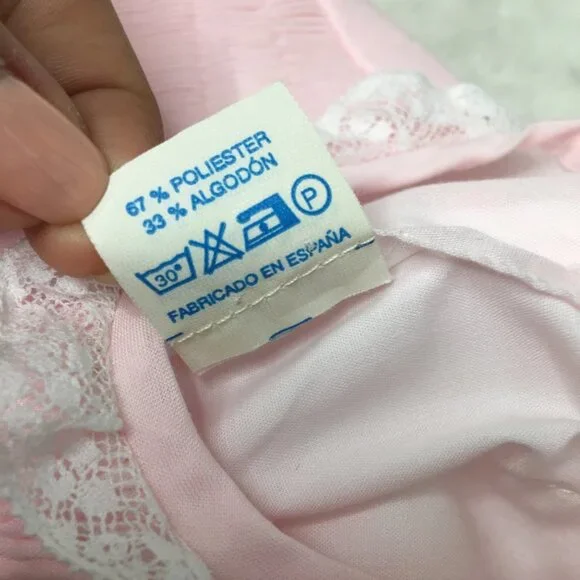 67 % POLIESTER
33 % ALGODÓN
30° P
FABRICADO EN ESPAÑA